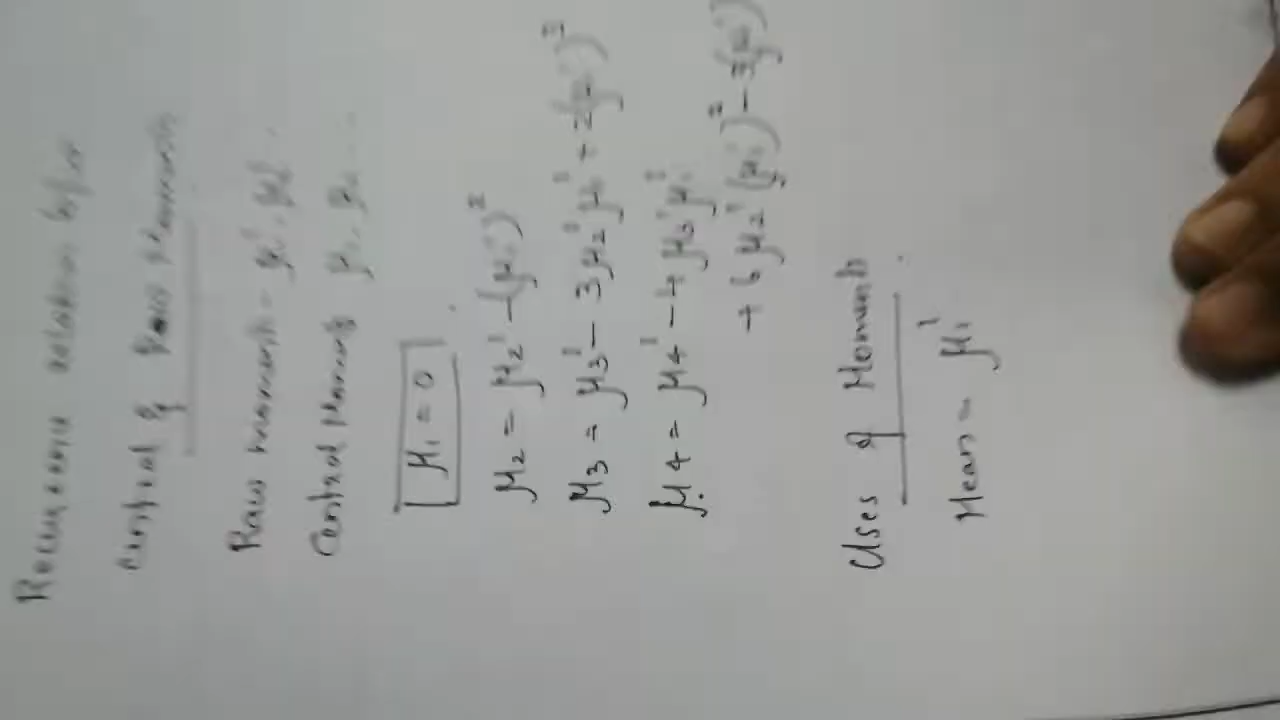 Recurrence relation b/w
central & Raw Moments
Raw moments - μ₁', μ₂'.
Central Moments μ₁, μ₂...
μ₁ = 0
μ₂ = μ₂' - (μ₁')²
μ₃ = μ₃' - 3μ₂'μ₁' + 2(μ₁')³
μ₄ = μ₄' - 4μ₃'μ₁'
+ 6μ₂'(μ₁')² - 3(μ₁')
Uses of Moments
Mean = μ₁'